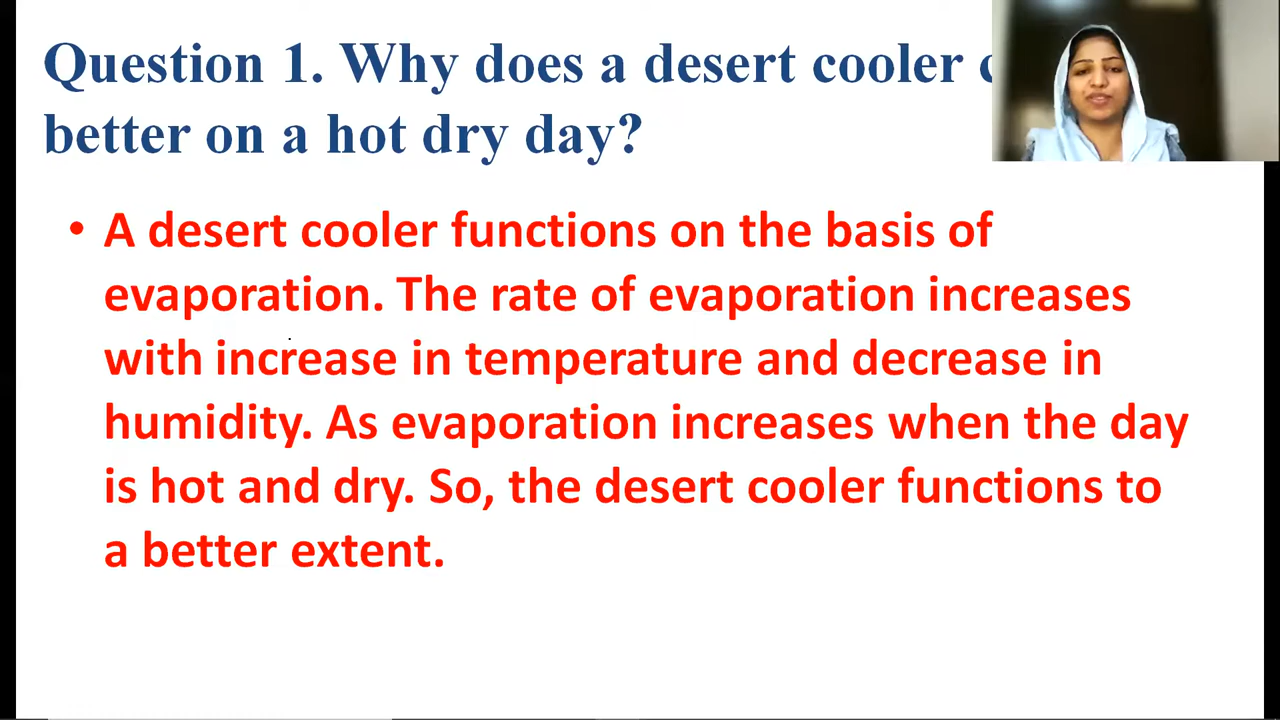 Question 1. Why does a desert cooler
better on a hot dry day?
• A desert cooler functions on the basis of
evaporation. The rate of evaporation increases
with increase in temperature and decrease in
humidity. As evaporation increases when the day
is hot and dry. So, the desert cooler functions to
a better extent.